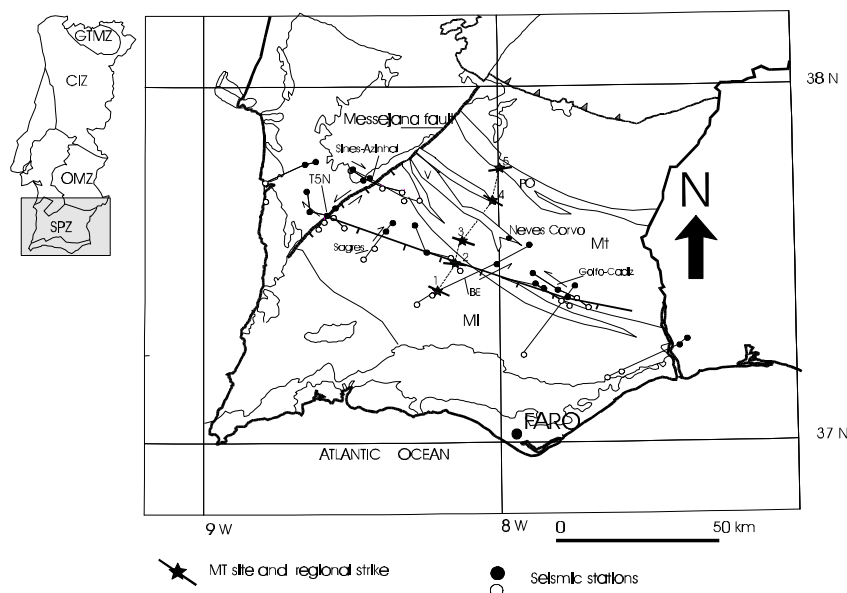 GTMZ
CIZ
OMZ
SPZ
38 N
Messejana fault
Sines-Azinhal
T5N
V
5
PO
4
N
Neves Corvo
3
Mt
Sagres
2
Golfo-Cadiz
1
BE
MI
FARO
37 N
ATLANTIC OCEAN
9 W
8 W
0
50 km
MT site and regional strike
Seismic stations